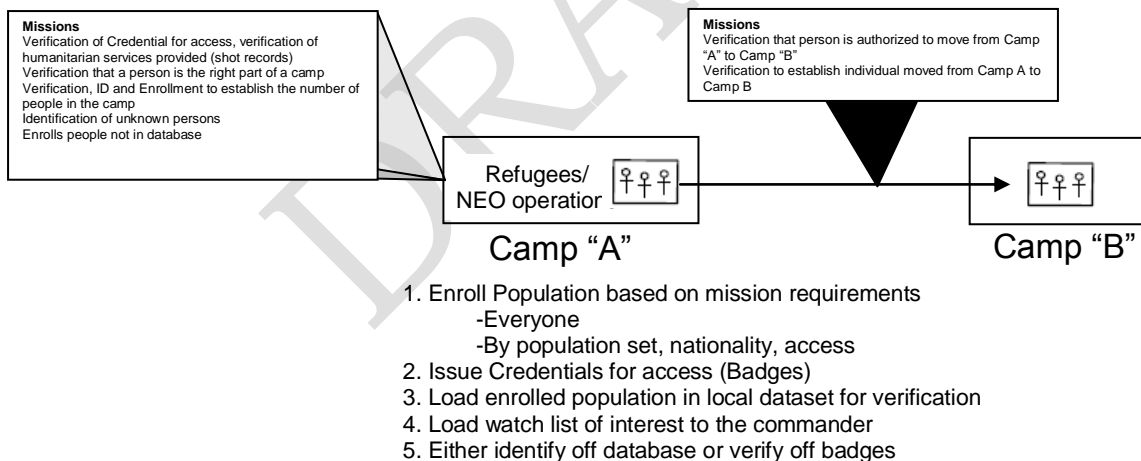 Missions
Verification of Credential for access, verification of
humanitarian services provided (shot records)
Verification that a person is the right part of a camp
Verification, ID and Enrollment to establish the number of
people in the camp
Identification of unknown persons
Enrolls people not in database
Missions
Verification that person is authorized to move from Camp
“A” to Camp “B”
Verification to establish individual moved from Camp A to
Camp B
Refugees/
NEO operation
Camp “A”
Camp “B”
1. Enroll Population based on mission requirements
-Everyone
-By population set, nationality, access
2. Issue Credentials for access (Badges)
3. Load enrolled population in local dataset for verification
4. Load watch list of interest to the commander
5. Either identify off database or verify off badges
DRA